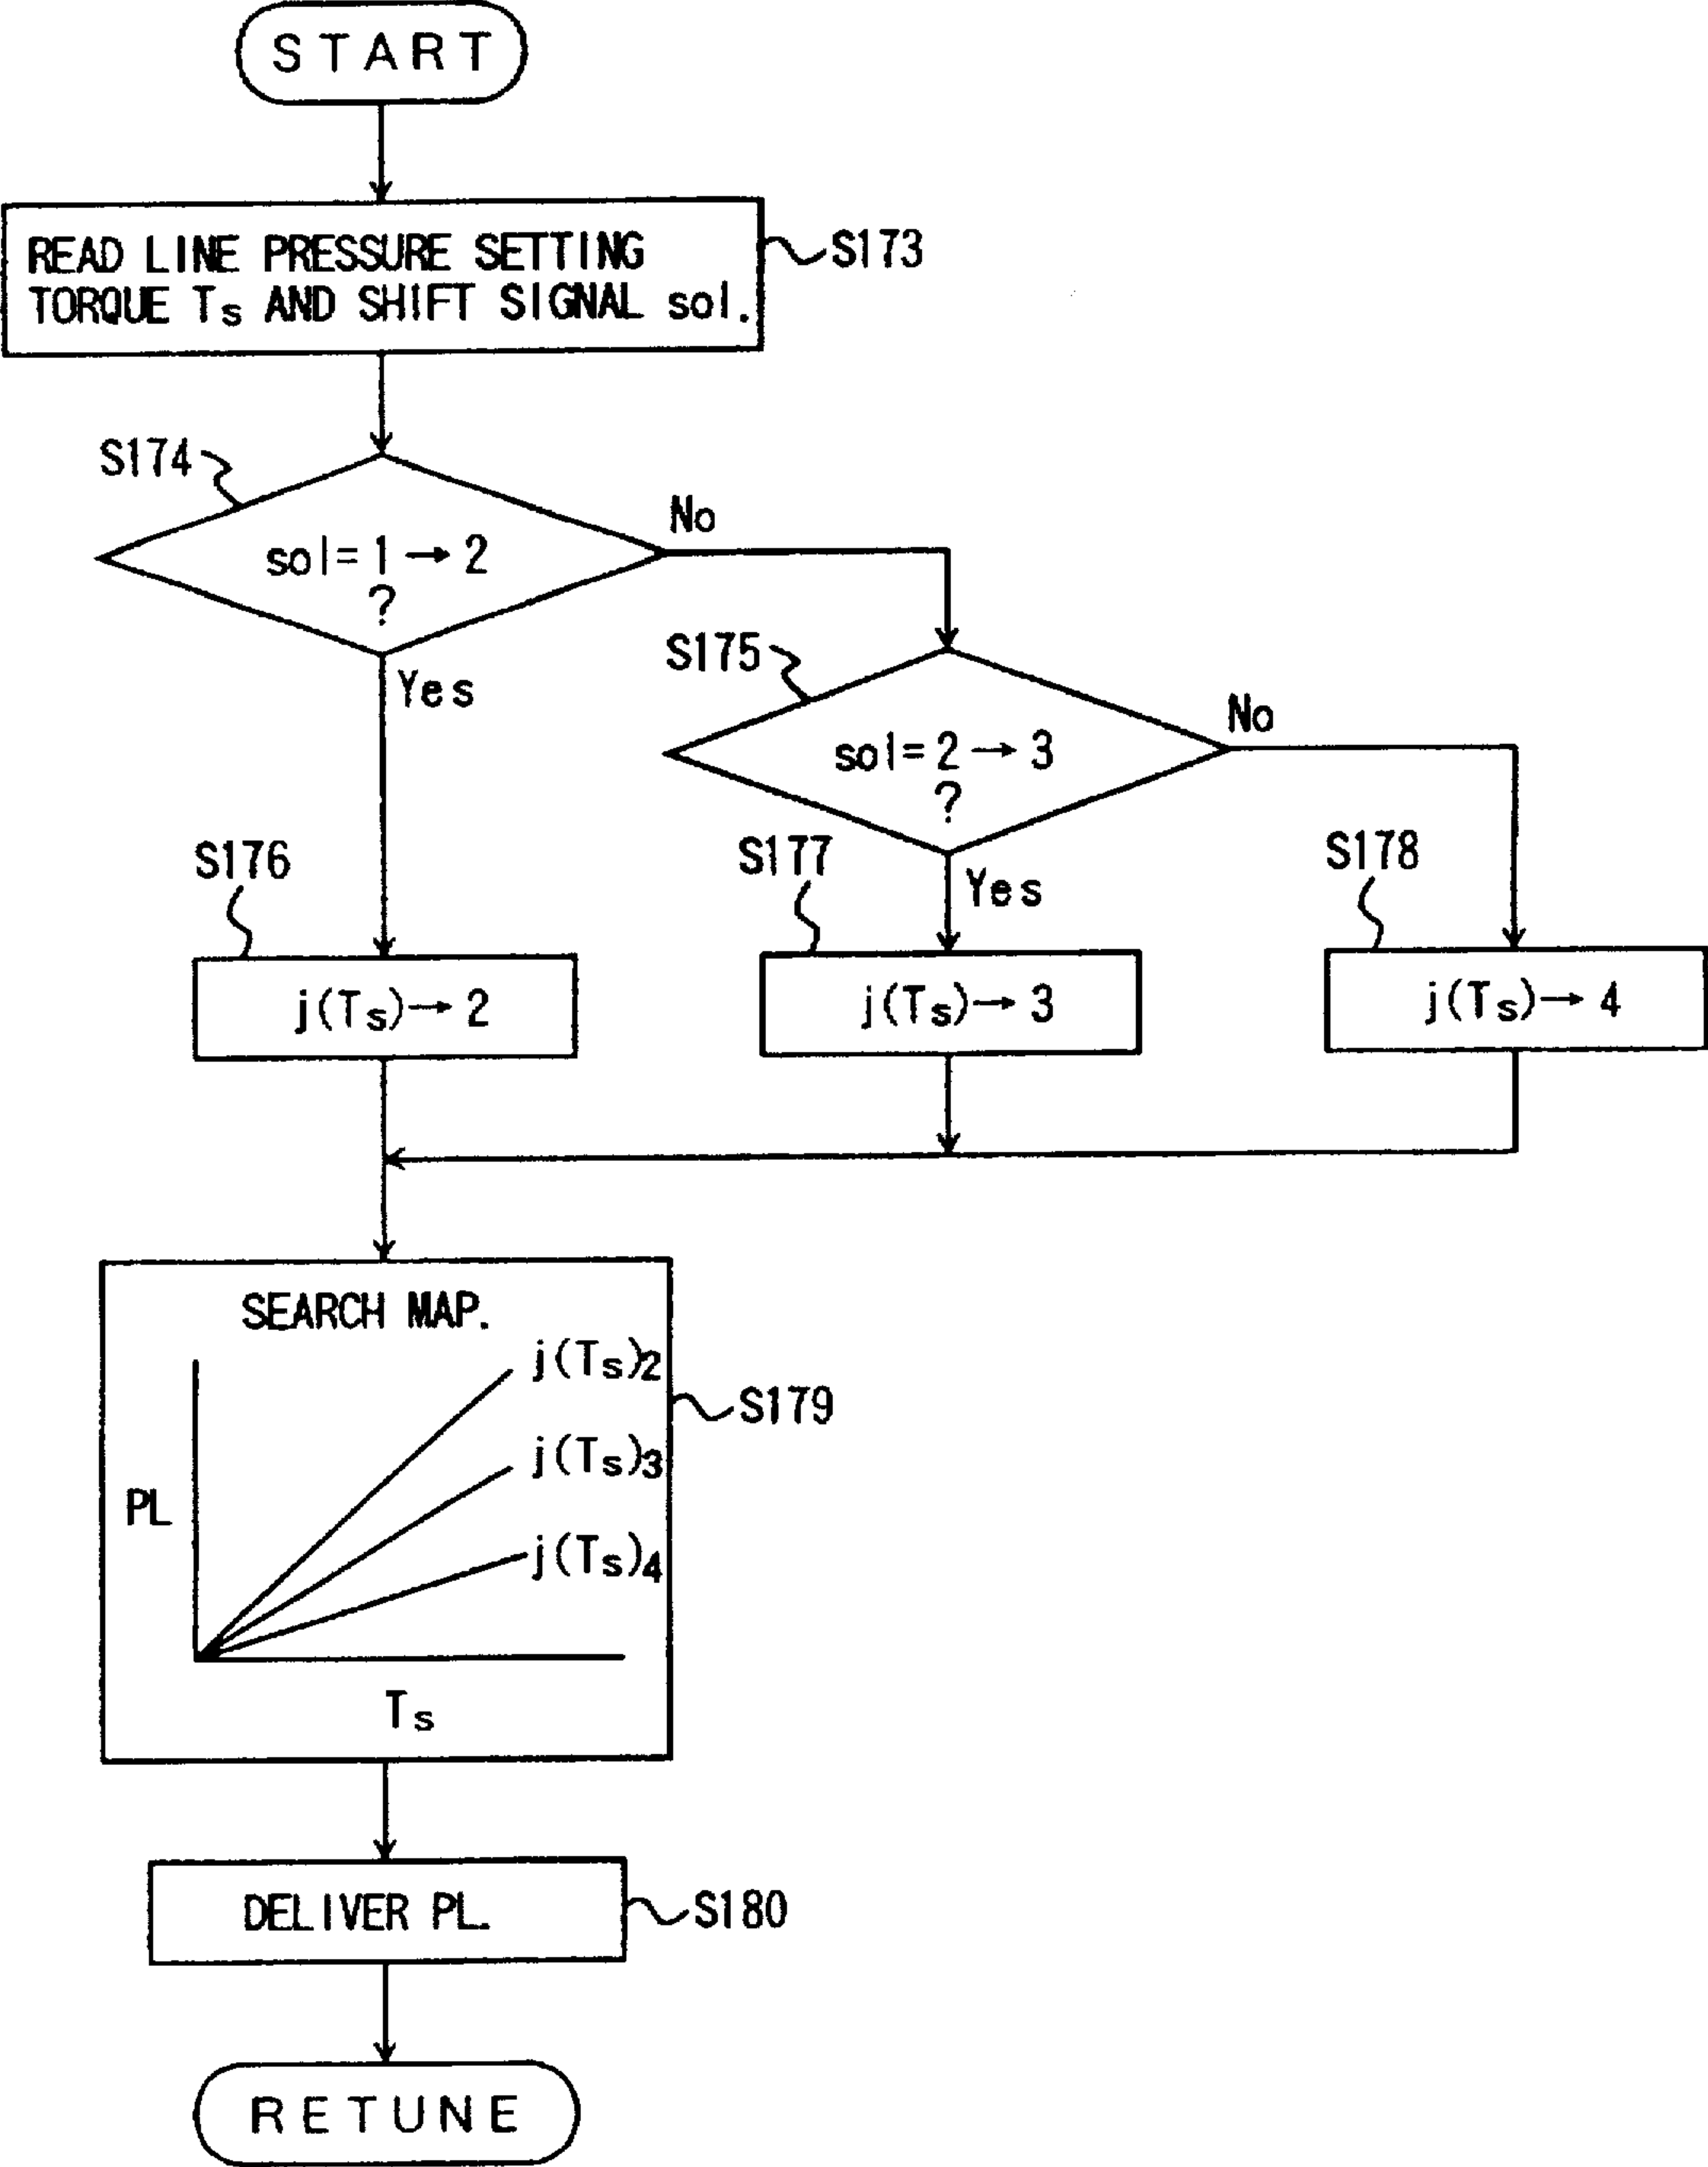 START
READ LINE PRESSURE SETTING
TORQUE Ts AND SHIFT SIGNAL sol.
S173
S174
sol=1→2
?
No
Yes
S175
sol=2→3
?
No
Yes
S176
j(Ts)→2
S177
j(Ts)→3
S178
j(Ts)→4
SEARCH MAP.
j(Ts)2
j(Ts)3
j(Ts)4
PL
Ts
S179
DELIVER PL.
S180
RETUNE